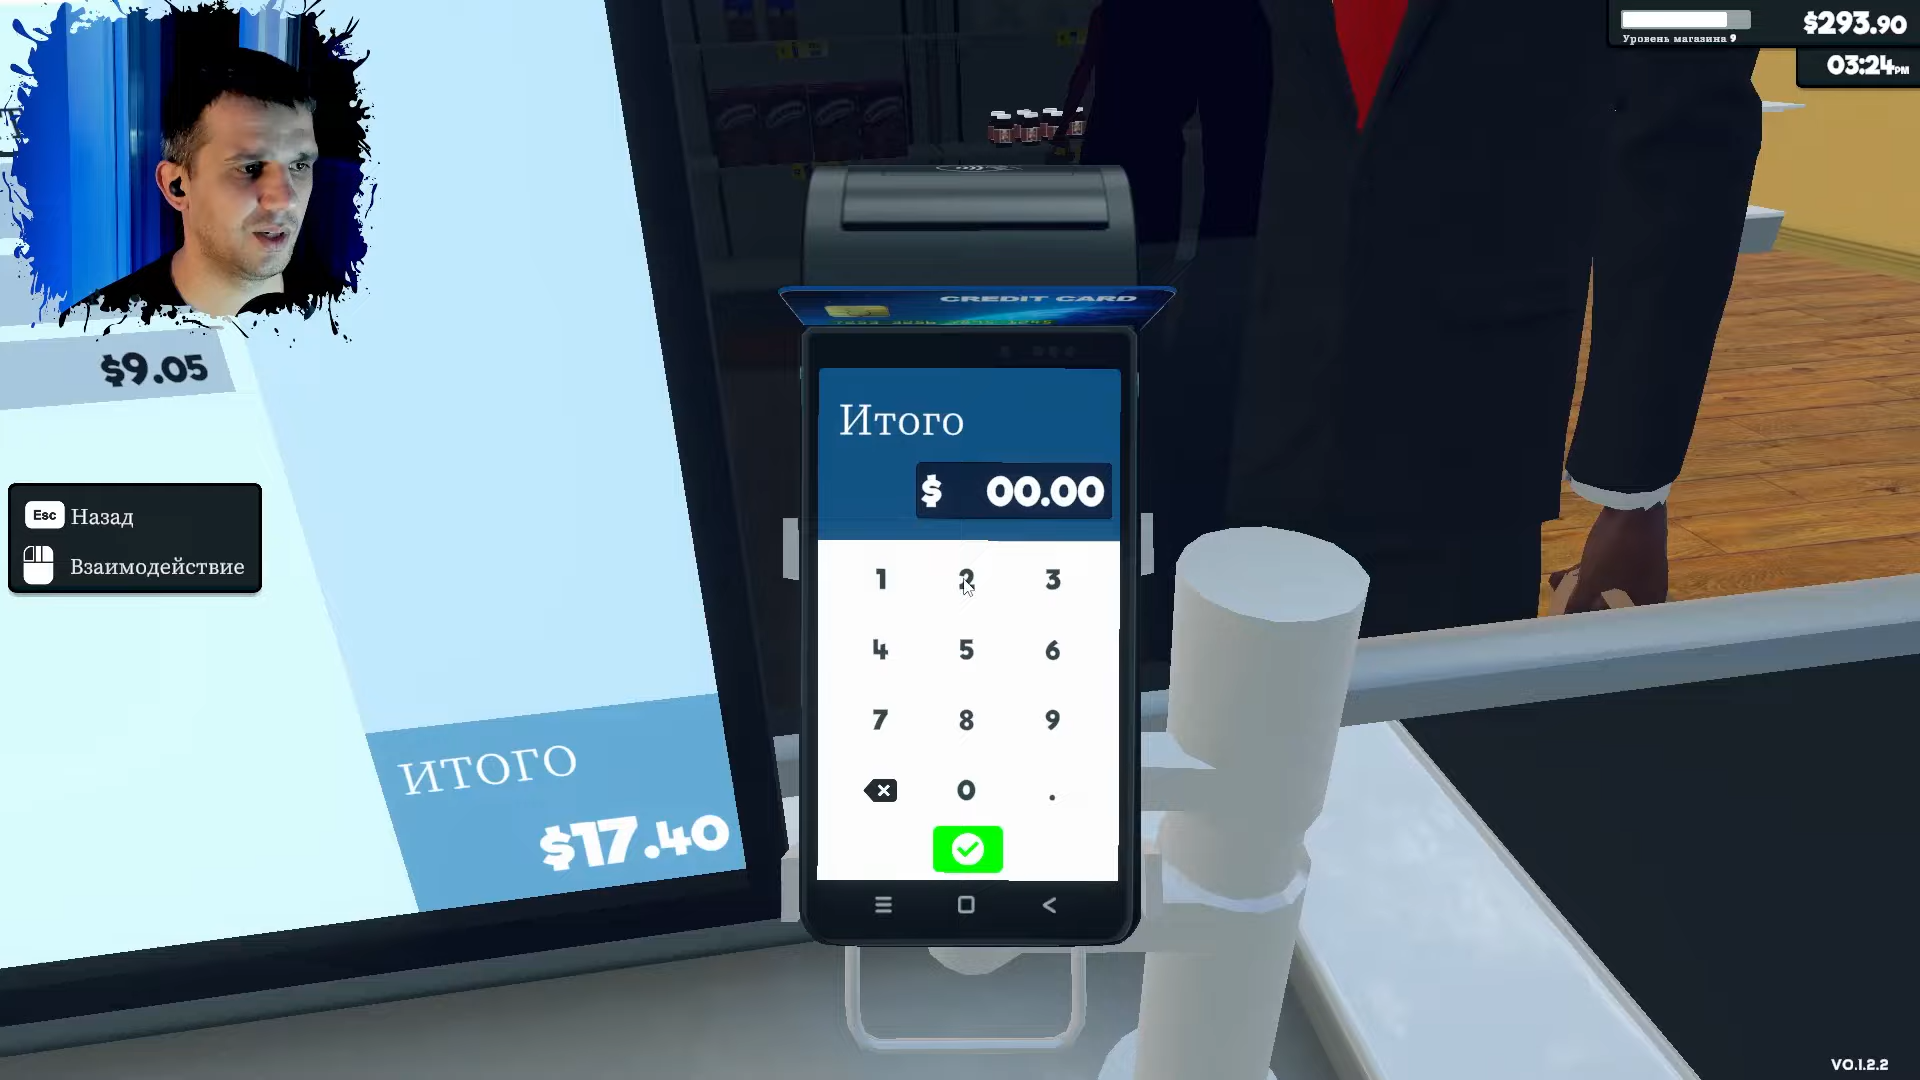 $293.90
Уровень магазина 9
03:24PM
CREDIT CARD
$9.05
Итого
$ 00.00
Esc Назад
Взаимодействие
1 2 3
4 5 6
7 8 9
0 .
ИТОГО
$17.40
V0.1.2.2